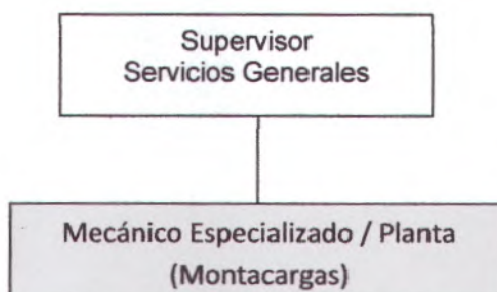 Supervisor
Servicios Generales
Mecánico Especializado / Planta
(Montacargas)